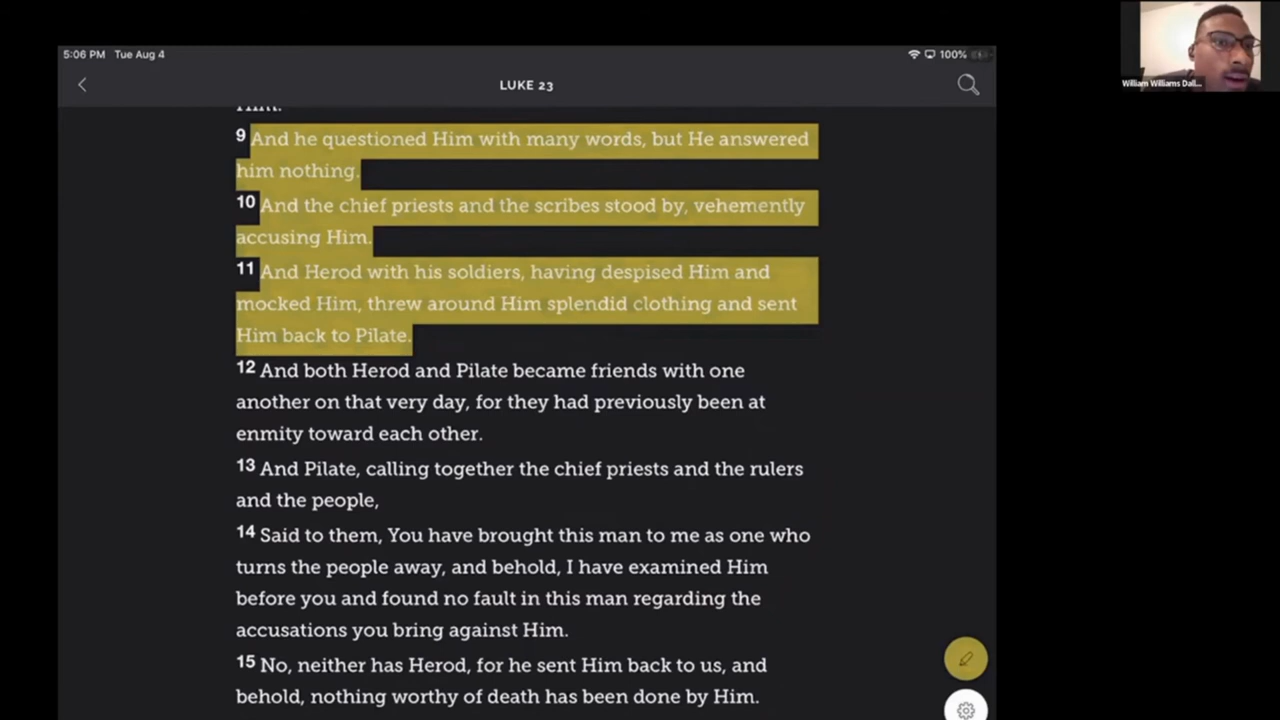 5:06 PM Tue Aug 4
100%
LUKE 23
Him.
9 And he questioned Him with many words, but He answered
him nothing.
10 And the chief priests and the scribes stood by, vehemently
accusing Him.
11 And Herod with his soldiers, having despised Him and
mocked Him, threw around Him splendid clothing and sent
Him back to Pilate.
12 And both Herod and Pilate became friends with one
another on that very day, for they had previously been at
enmity toward each other.
13 And Pilate, calling together the chief priests and the rulers
and the people,
14 Said to them, You have brought this man to me as one who
turns the people away, and behold, I have examined Him
before you and found no fault in this man regarding the
accusations you bring against Him.
15 No, neither has Herod, for he sent Him back to us, and
behold, nothing worthy of death has been done by Him.
William Williams Dall...